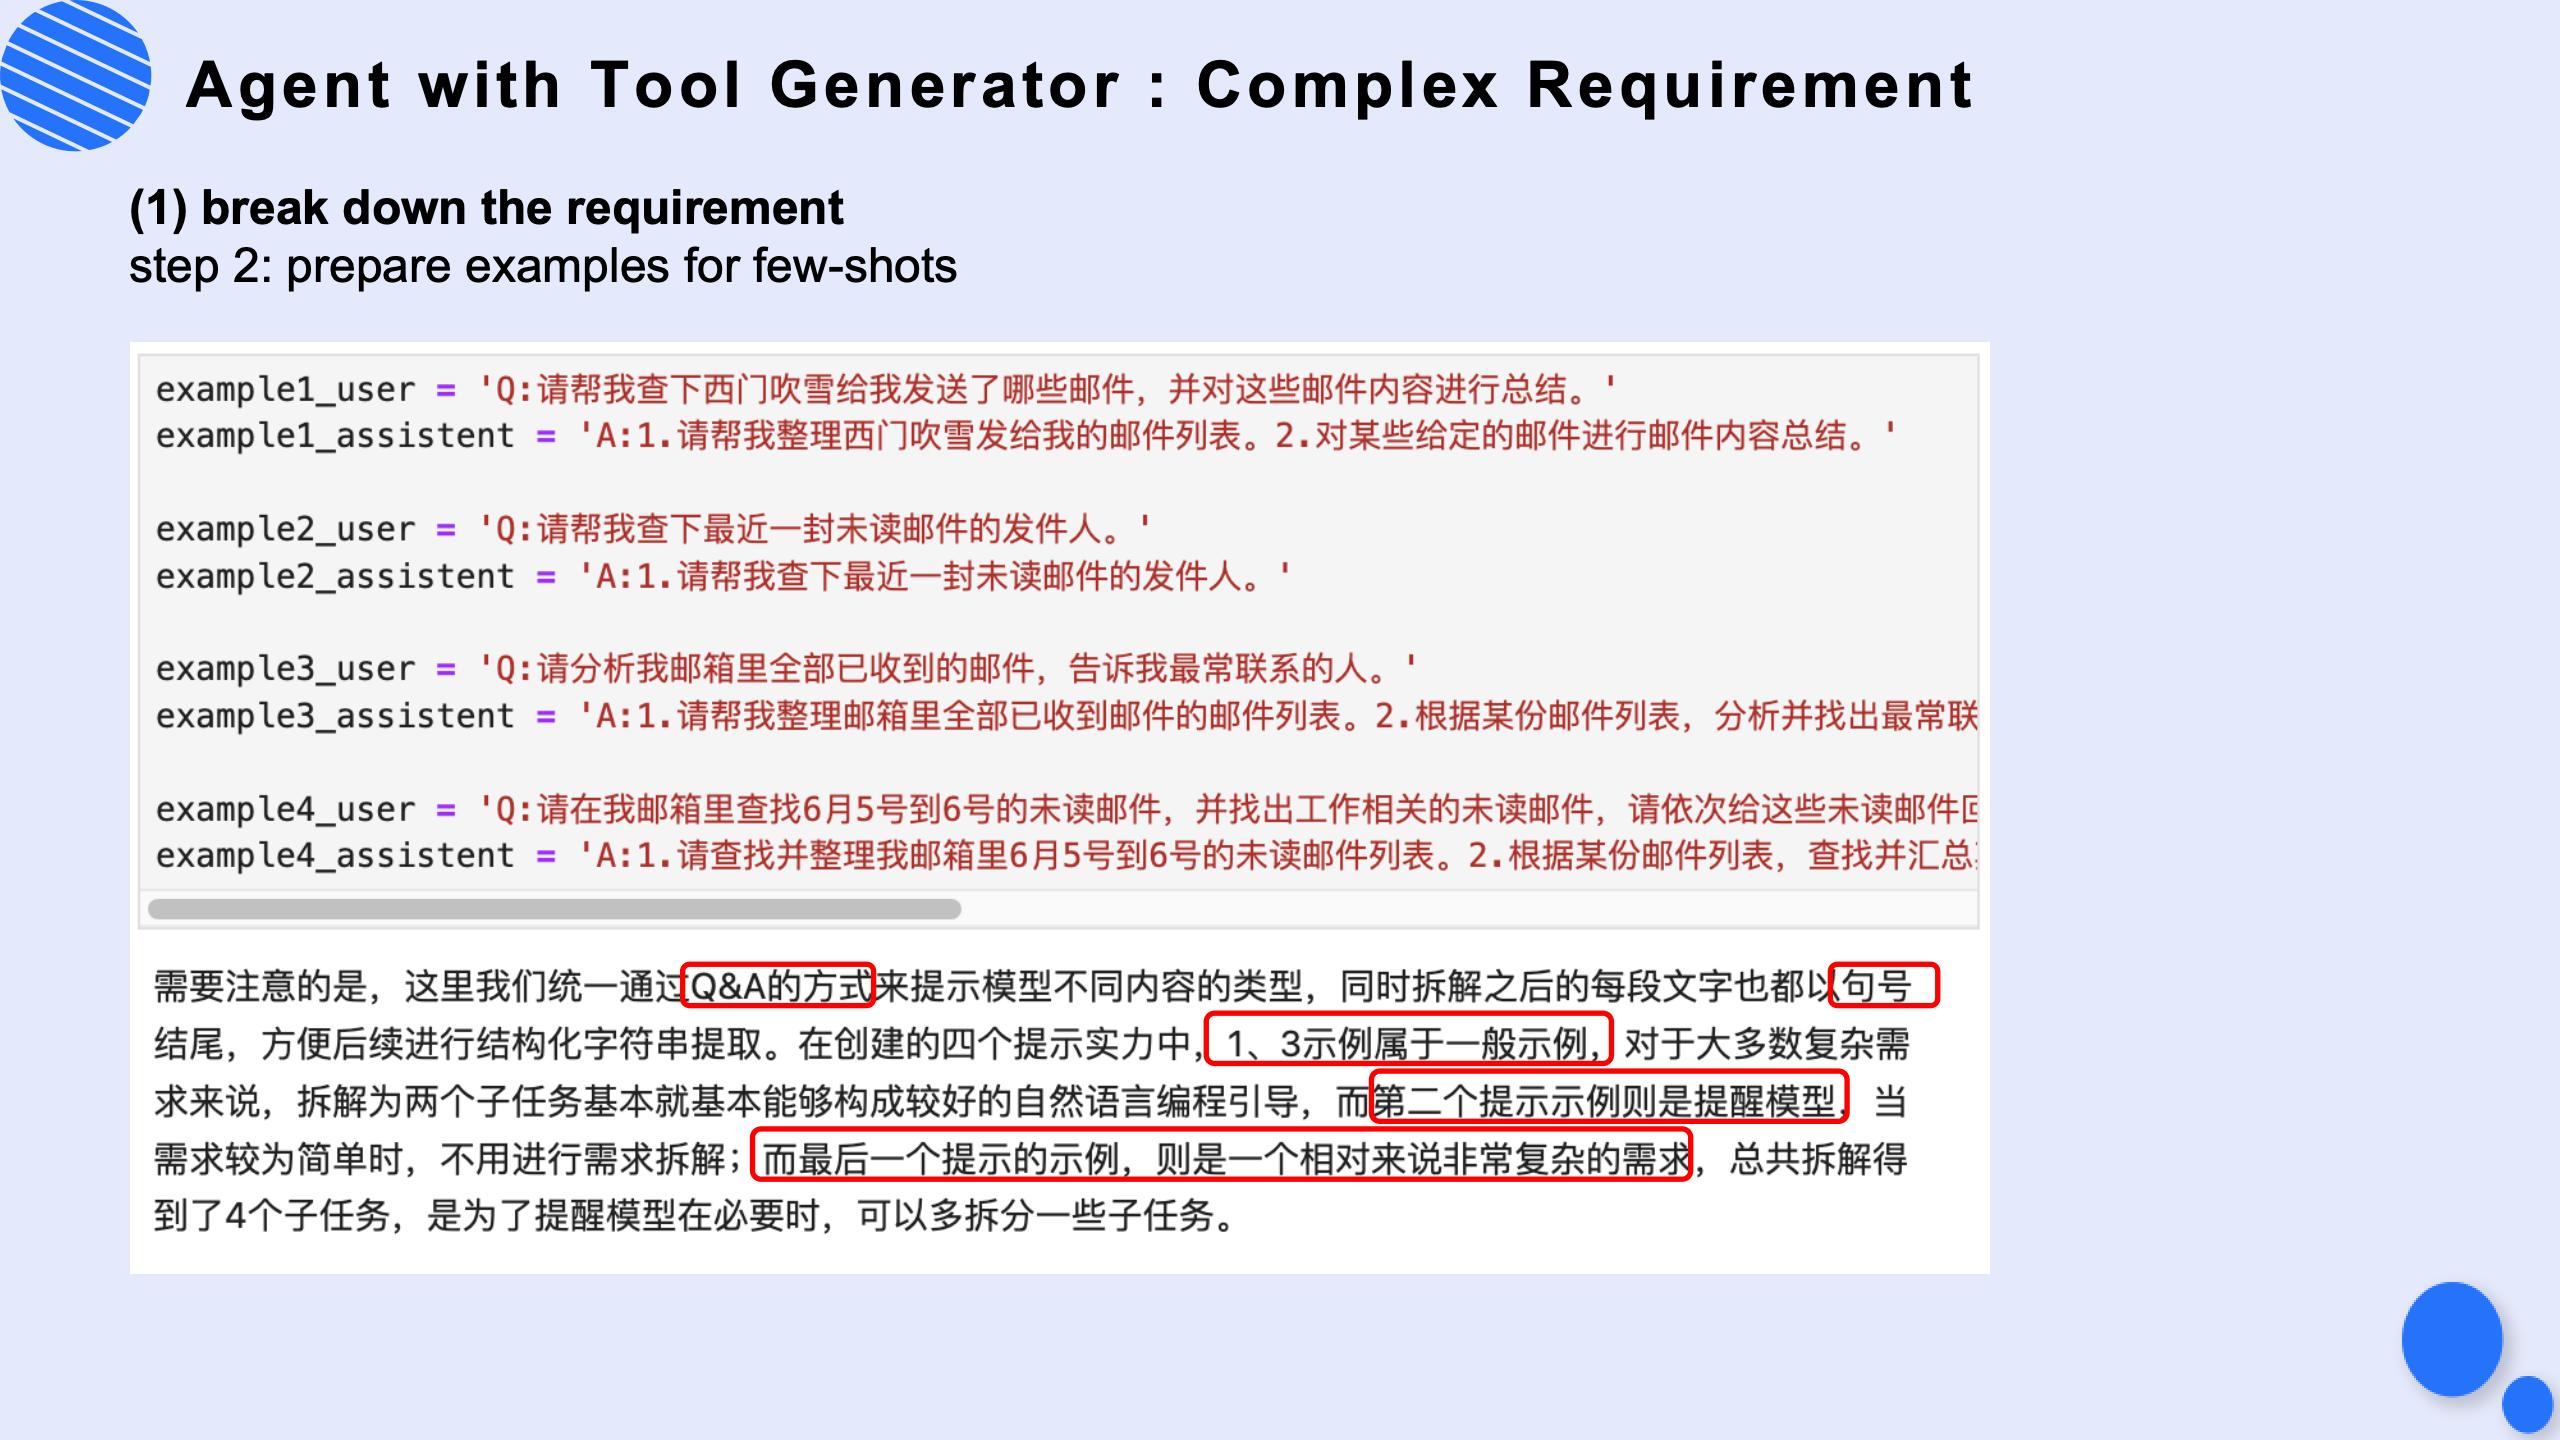 Agent with Tool Generator : Complex Requirement
(1) break down the requirement
step 2: prepare examples for few-shots
example1_user = 'Q:请帮我查下西门吹雪给我发送了哪些邮件，并对这些邮件内容进行总结。'
example1_assistent = 'A:1.请帮我整理西门吹雪发给我的邮件列表。2.对某些给定的邮件进行邮件内容总结。'
example2_user = 'Q:请帮我查下最近一封未读邮件的发件人。'
example2_assistent = 'A:1.请帮我查下最近一封未读邮件的发件人。'
example3_user = 'Q:请分析我邮箱里全部已收到的邮件，告诉我最常联系的人。'
example3_assistent = 'A:1.请帮我整理邮箱里全部已收到邮件的邮件列表。2.根据某份邮件列表，分析并找出最常联
example4_user = 'Q:请在我邮箱里查找6月5号到6号的未读邮件，并找出工作相关的未读邮件，请依次给这些未读邮件
example4_assistent = 'A:1.请查找并整理我邮箱里6月5号到6号的未读邮件列表。2.根据某份邮件列表，查找并汇总
需要注意的是，这里我们统一通过Q&A的方式来提示模型不同内容的类型，同时拆解之后的每段文字也都以句号
结尾，方便后续进行结构化字符串提取。在创建的四个提示实力中，1、3示例属于一般示例，对于大多数复杂需
求来说，拆解为两个子任务基本就基本能够构成较好的自然语言编程引导，而第二个提示示例则是提醒模型，当
需求较为简单时，不用进行需求拆解；而最后一个提示的示例，则是一个相对来说非常复杂的需求，总共拆解得
到了4个子任务，是为了提醒模型在必要时，可以多拆分一些子任务。